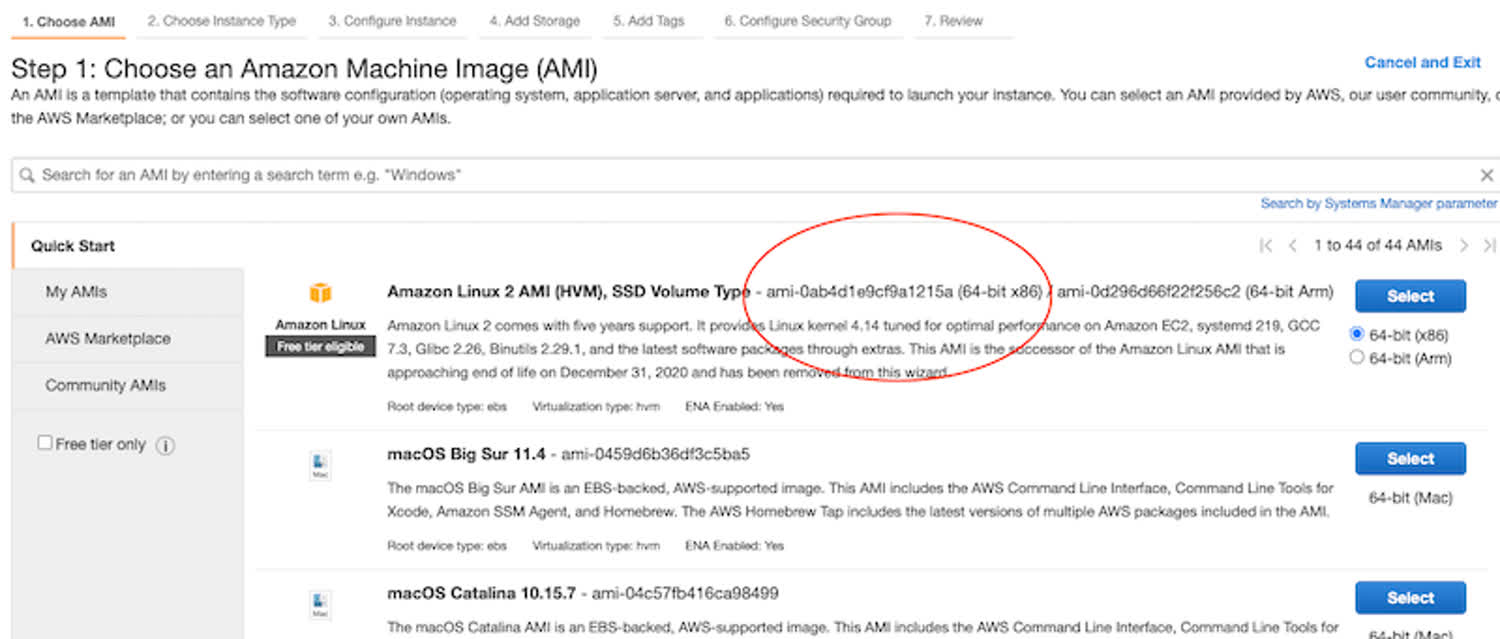 1. Choose AMI 2. Choose Instance Type 3. Configure Instance 4. Add Storage 5. Add Tags 6. Configure Security Group 7. Review
Step 1: Choose an Amazon Machine Image (AMI)
Cancel and Exit
An AMI is a template that contains the software configuration (operating system, application server, and applications) required to launch your instance. You can select an AMI provided by AWS, our user community,
the AWS Marketplace; or you can select one of your own AMIs.
Search for an AMI by entering a search term e.g. "Windows"
Search by Systems Manager parameter
Quick Start
1 to 44 of 44 AMIs
My AMIs
AWS Marketplace
Community AMIs
Free tier only
Amazon Linux
Free tier eligible
Amazon Linux 2 AMI (HVM), SSD Volume Type - ami-0ab4d1e9cf9a1215a (64-bit x86) / ami-0d296d66f22f256c2 (64-bit Arm)
Amazon Linux 2 comes with five years support. It provides Linux kernel 4.14 tuned for optimal performance on Amazon EC2, systemd 219, GCC
7.3, Glibc 2.26, Binutils 2.29.1, and the latest software packages through extras. This AMI is the successor of the Amazon Linux AMI that is
approaching end of life on December 31, 2020 and has been removed from this wizard.
Root device type: ebs Virtualization type: hvm ENA Enabled: Yes
Select
64-bit (x86)
64-bit (Arm)
Mac
macOS Big Sur 11.4 - ami-0459d6b36df3c5ba5
The macOS Big Sur AMI is an EBS-backed, AWS-supported image. This AMI includes the AWS Command Line Interface, Command Line Tools for
Xcode, Amazon SSM Agent, and Homebrew. The AWS Homebrew Tap includes the latest versions of multiple AWS packages included in the AMI.
Root device type: ebs Virtualization type: hvm ENA Enabled: Yes
Select
64-bit (Mac)
Mac
macOS Catalina 10.15.7 - ami-04c57fb416ca98499
The macOS Catalina AMI is an EBS-backed, AWS-supported image. This AMI includes the AWS Command Line Interface, Command Line Tools for
Select
64-bit (Mac)